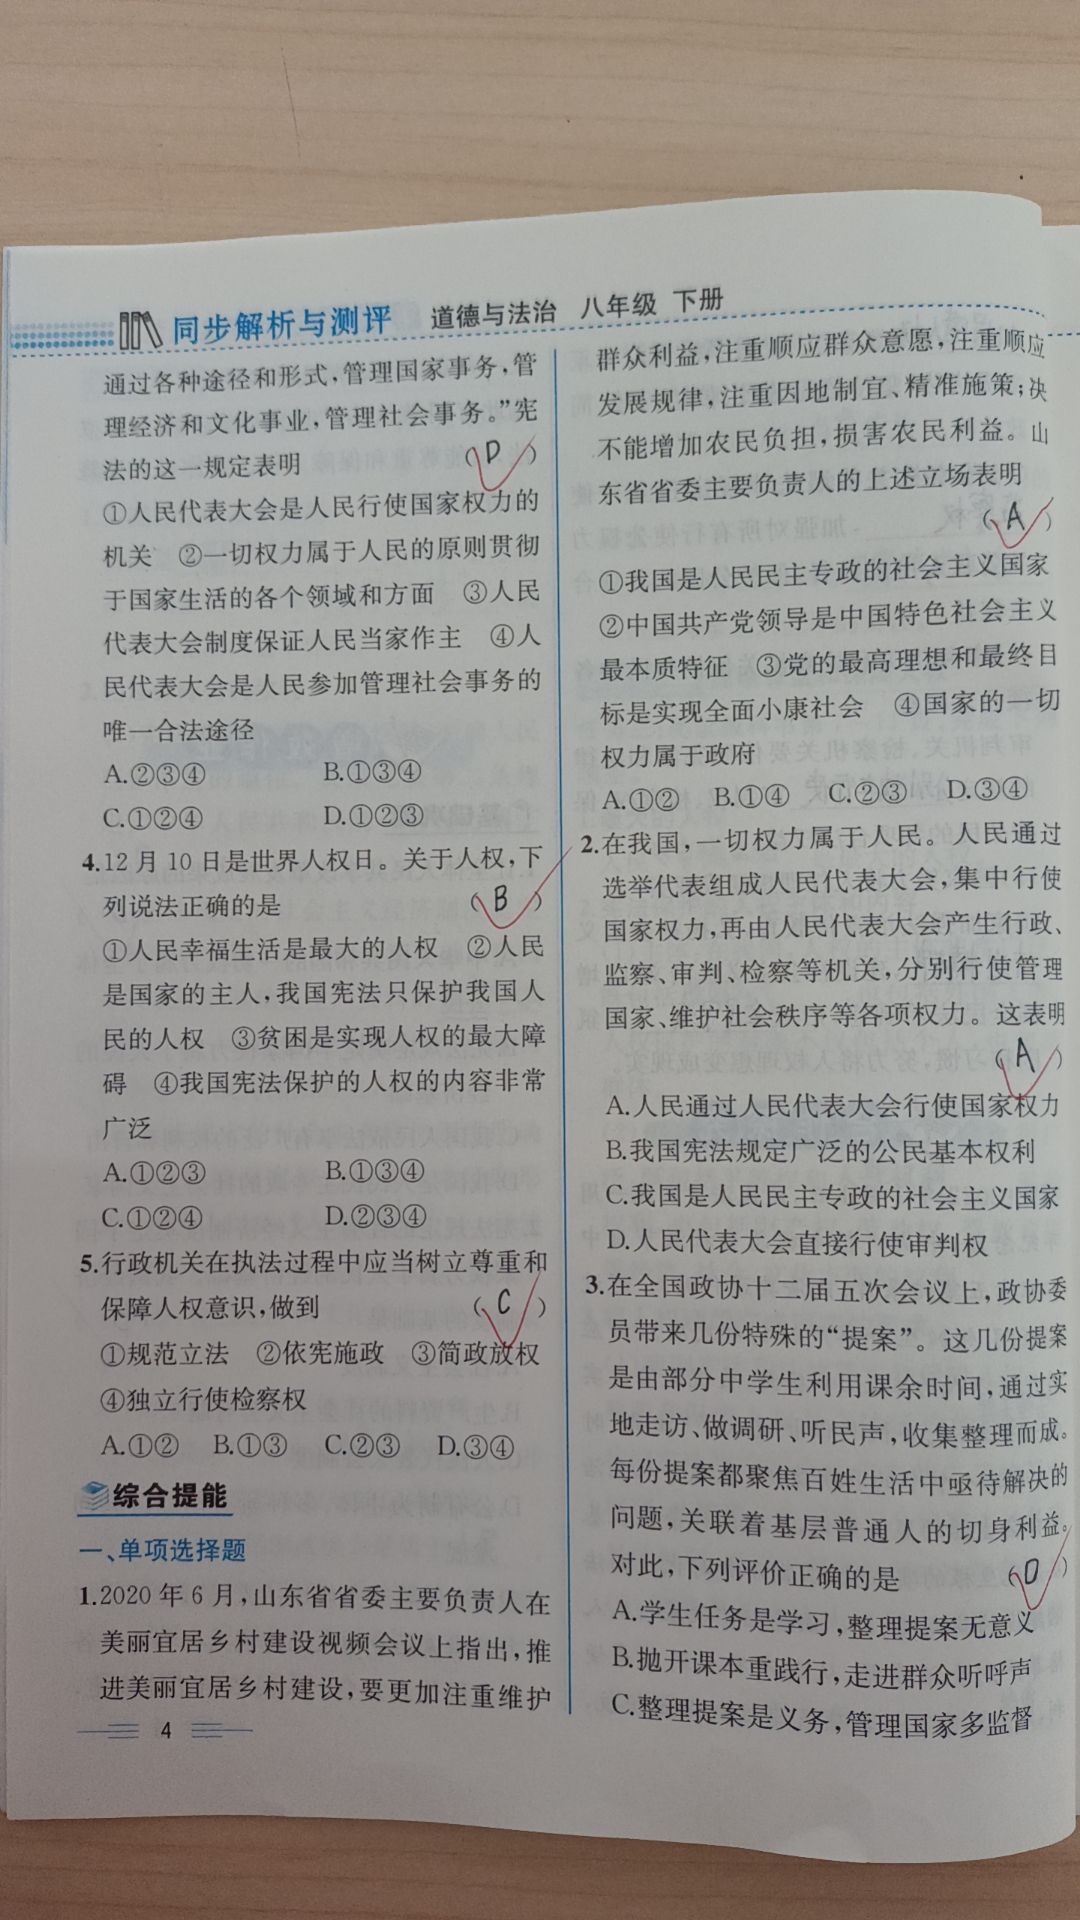 同步解析与测评 道德与法治 八年级 下册
通过各种途径和形式,管理国家事务,管
理经济和文化事业,管理社会事务。”宪
法的这一规定表明 (D)
①人民代表大会是人民行使国家权力的
机关 ②一切权力属于人民的原则贯彻
于国家生活的各个领域和方面 ③人民
代表大会制度保证人民当家作主 ④人
民代表大会是人民参加管理社会事务的
唯一合法途径
A.②③④ B.①③④
C.①②④ D.①②③
4.12月10日是世界人权日。关于人权,下
列说法正确的是 (B)
①人民幸福生活是最大的人权 ②人民
是国家的主人,我国宪法只保护我国人
民的人权 ③贫困是实现人权的最大障
碍 ④我国宪法保护的人权的内容非常
广泛
A.①②③ B.①③④
C.①②④ D.②③④
5.行政机关在执法过程中应当树立尊重和
保障人权意识,做到 (C)
①规范立法 ②依宪施政 ③简政放权
④独立行使检察权
A.①② B.①③ C.②③ D.③④
综合提能
一、单项选择题
1.2020年6月,山东省省委主要负责人在
美丽宜居乡村建设视频会议上指出,推
进美丽宜居乡村建设,要更加注重维护
4
群众利益,注重顺应群众意愿,注重顺应
发展规律,注重因地制宜、精准施策;决
不能增加农民负担,损害农民利益。山
东省省委主要负责人的上述立场表明
(A)
①我国是人民民主专政的社会主义国家
②中国共产党领导是中国特色社会主义
最本质特征 ③党的最高理想和最终目
标是实现全面小康社会 ④国家的一切
权力属于政府
A.①② B.①④ C.②③ D.③④
2.在我国,一切权力属于人民。人民通过
选举代表组成人民代表大会,集中行使
国家权力,再由人民代表大会产生行政、
监察、审判、检察等机关,分别行使管理
国家、维护社会秩序等各项权力。这表明
(A)
A.人民通过人民代表大会行使国家权力
B.我国宪法规定广泛的公民基本权利
C.我国是人民民主专政的社会主义国家
D.人民代表大会直接行使审判权
3.在全国政协十二届五次会议上,政协委
员带来几份特殊的“提案”。这几份提案
是由部分中学生利用课余时间,通过实
地走访、做调研、听民声,收集整理而成。
每份提案都聚焦百姓生活中亟待解决的
问题,关联着基层普通人的切身利益。
对此,下列评价正确的是 (D)
A.学生任务是学习,整理提案无意义
B.抛开课本重践行,走进群众听呼声
C.整理提案是义务,管理国家多监督